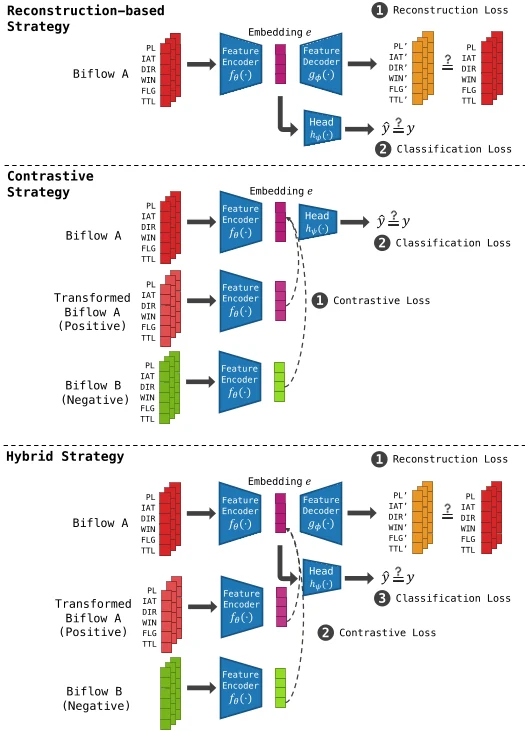 Reconstruction-based
Strategy
1 Reconstruction Loss
Embedding e
Biflow A
PL
IAT
DIR
WIN
FLG
TTL
Feature
Encoder
fθ(·)
Feature
Decoder
gϕ(·)
PL’
IAT’
DIR’
WIN’
FLG’
TTL’
?
=
PL
IAT
DIR
WIN
FLG
TTL
Head
hψ(·)
ŷ ≟ y
2 Classification Loss
Contrastive
Strategy
Embedding e
Biflow A
PL
IAT
DIR
WIN
FLG
TTL
Feature
Encoder
fθ(·)
Head
hψ(·)
ŷ ≟ y
2 Classification Loss
Transformed
Biflow A
(Positive)
PL
IAT
DIR
WIN
FLG
TTL
Feature
Encoder
fθ(·)
1 Contrastive Loss
Biflow B
(Negative)
PL
IAT
DIR
WIN
FLG
TTL
Feature
Encoder
fθ(·)
Hybrid Strategy
1 Reconstruction Loss
Embedding e
Biflow A
PL
IAT
DIR
WIN
FLG
TTL
Feature
Encoder
fθ(·)
Feature
Decoder
gϕ(·)
PL’
IAT’
DIR’
WIN’
FLG’
TTL’
?
=
PL
IAT
DIR
WIN
FLG
TTL
Head
hψ(·)
ŷ ≟ y
3 Classification Loss
Transformed
Biflow A
(Positive)
PL
IAT
DIR
WIN
FLG
TTL
Feature
Encoder
fθ(·)
2 Contrastive Loss
Biflow B
(Negative)
Feature
Encoder
fθ(·)